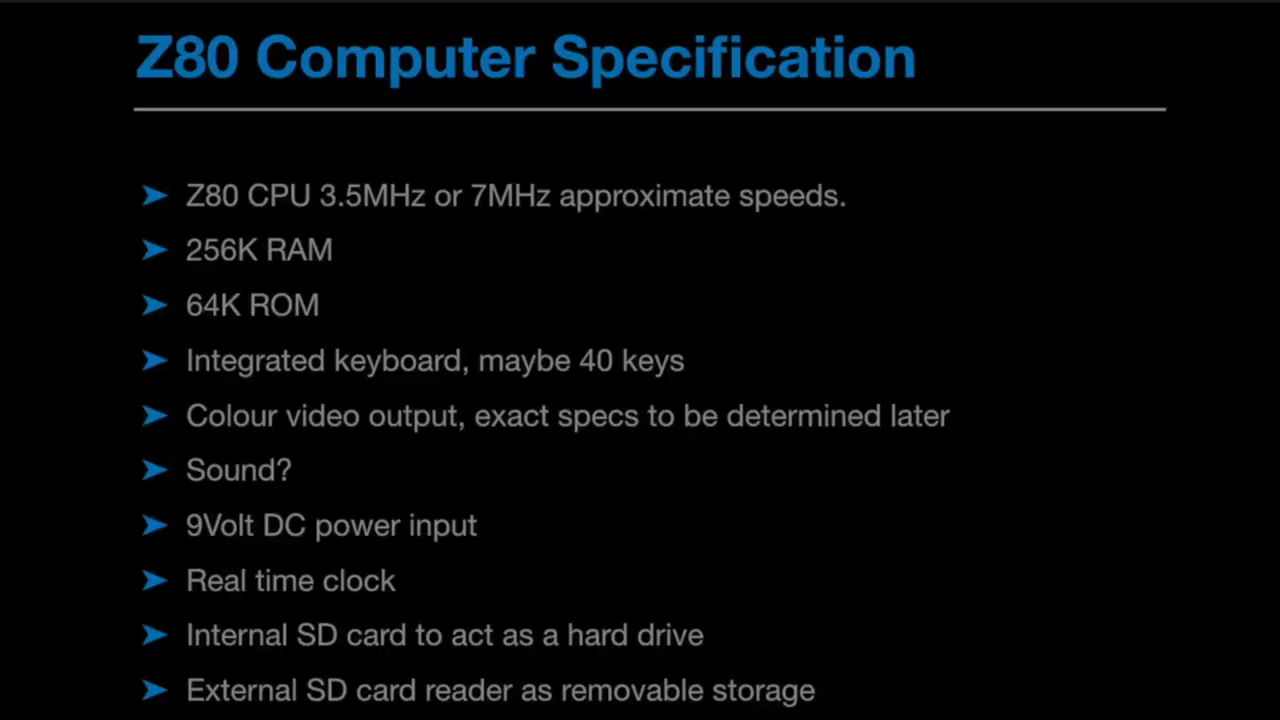 Z80 Computer Specification
➤ Z80 CPU 3.5MHz or 7MHz approximate speeds.
➤ 256K RAM
➤ 64K ROM
➤ Integrated keyboard, maybe 40 keys
➤ Colour video output, exact specs to be determined later
➤ Sound?
➤ 9Volt DC power input
➤ Real time clock
➤ Internal SD card to act as a hard drive
➤ External SD card reader as removable storage